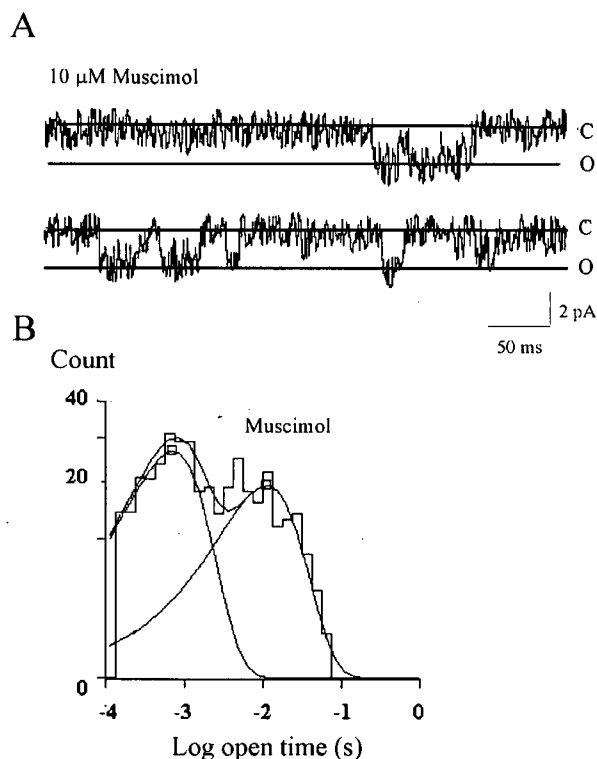 A
10 μM Muscimol
C
O
C
O
2 pA
50 ms
B
Count
40
Muscimol
20
0
-4 -3 -2 -1 0
Log open time (s)